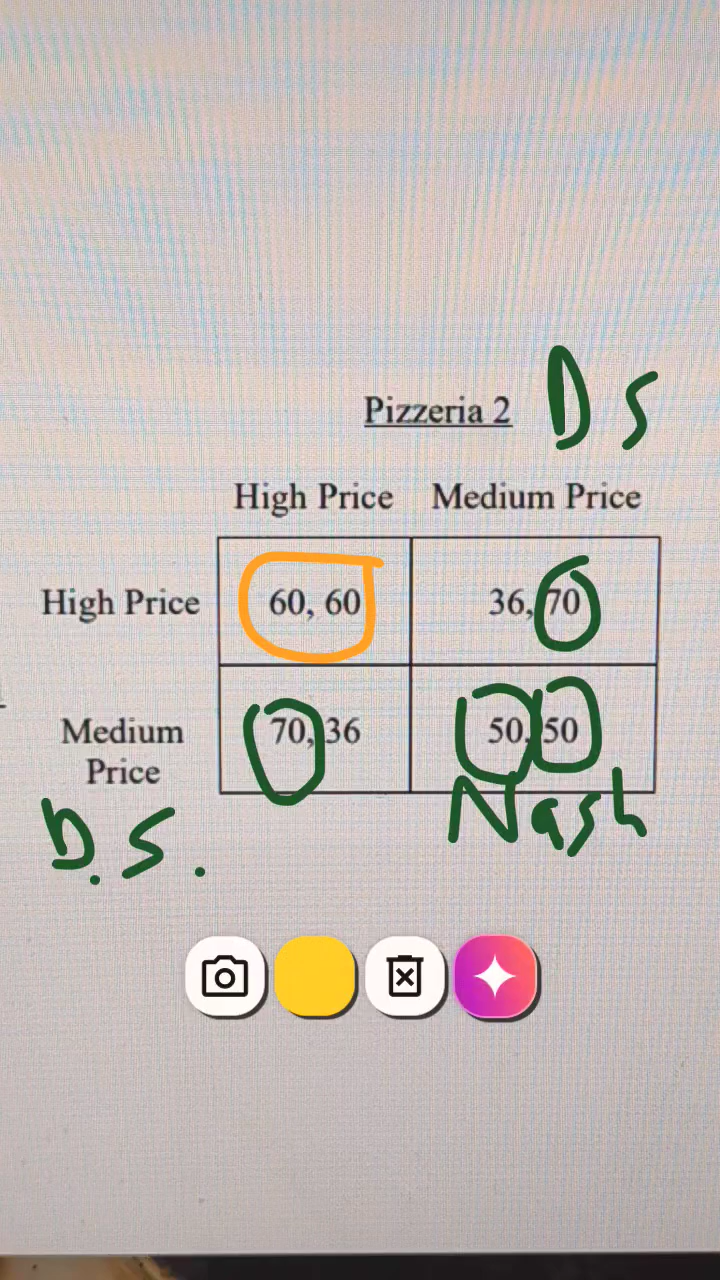 Pizzeria 2 DS
High Price Medium Price
High Price 60, 60 36, 70
Medium Price 70, 36 50, 50
D.S. Nash